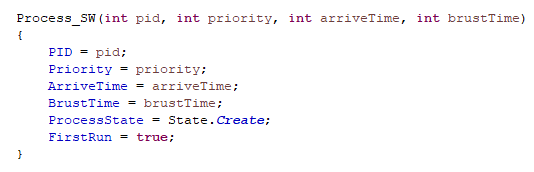 Process_SW(int pid, int priority, int arriveTime, int brustTime)
{
PID = pid;
Priority = priority;
ArriveTime = arriveTime;
BrustTime = brustTime;
ProcessState = State.Create;
FirstRun = true;
}